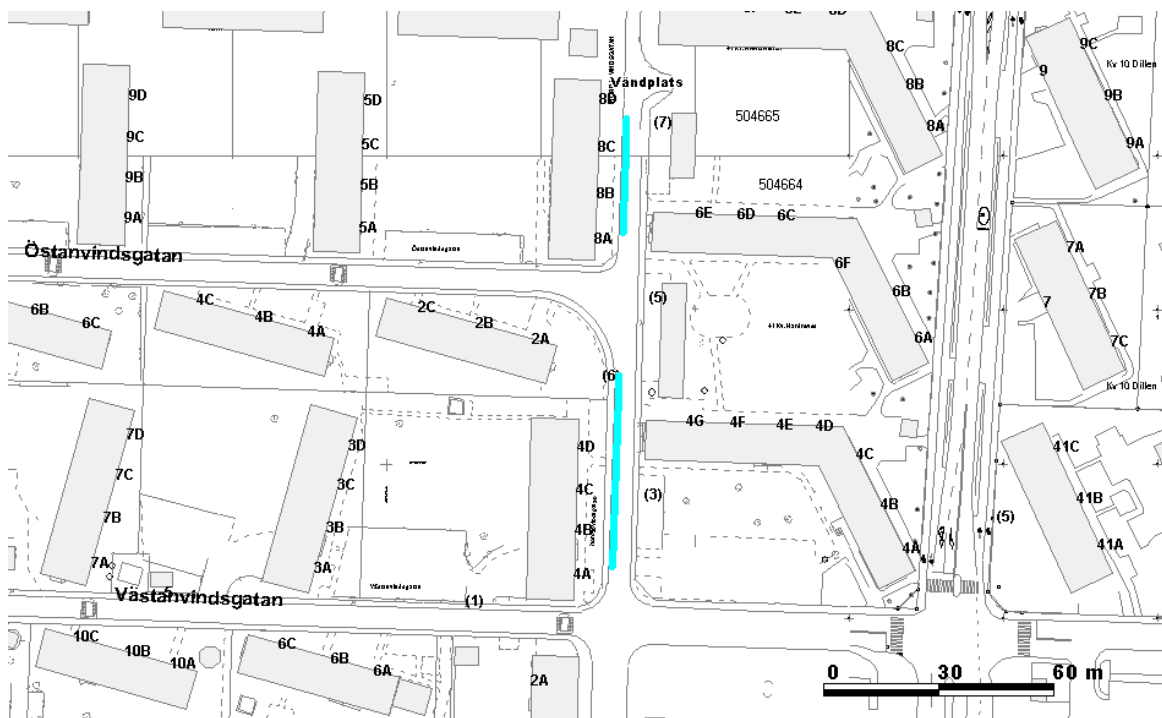 8C
8B
8A
9C
9
9B
9A
Kv 10 Dillen
Vändplats
9D
9C
9B
9A
5D
5C
5B
5A
8D
8C
8B
8A
(7)
504665
504664
6E 6D 6C
6F
6B
6A
7A
7
7B
7C
Kv 10 Dillen
Östanvindsgatan
6B
6C
4C
4B
4A
2C
2B
2A
(5)
(6)
7D
7C
7B
7A
3D
3C
3B
3A
4D
4C
4B
4A
4G 4F 4E 4D
4C
4B
4A
(3)
41C
41B
41A
(5)
Västanvindsgatan
(1)
10C
10B
10A
6C
6B
6A
2A
0 30 60 m